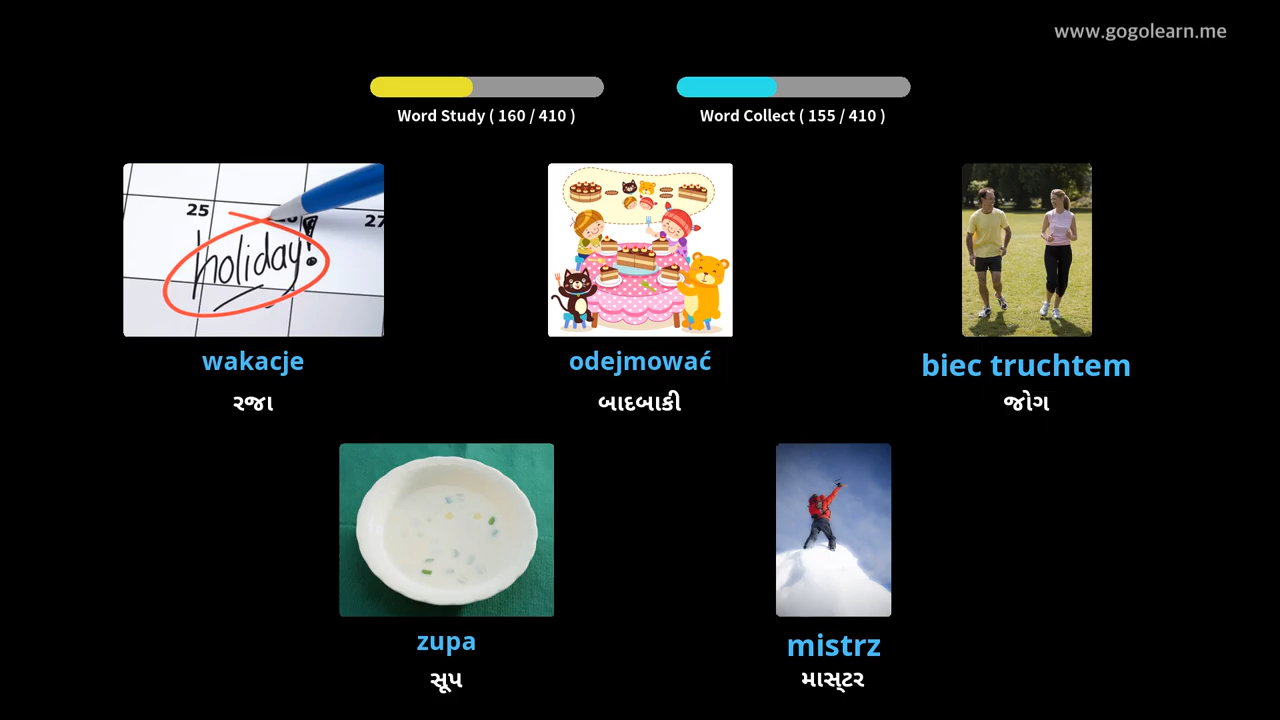 www.gogolearn.me
Word Study ( 160 / 410 )
Word Collect ( 155 / 410 )
25
27
holiday!
wakacje
રજા
odejmować
બાદબાકી
biec truchtem
જોગ
zupa
સૂપ
mistrz
માસ્ટર